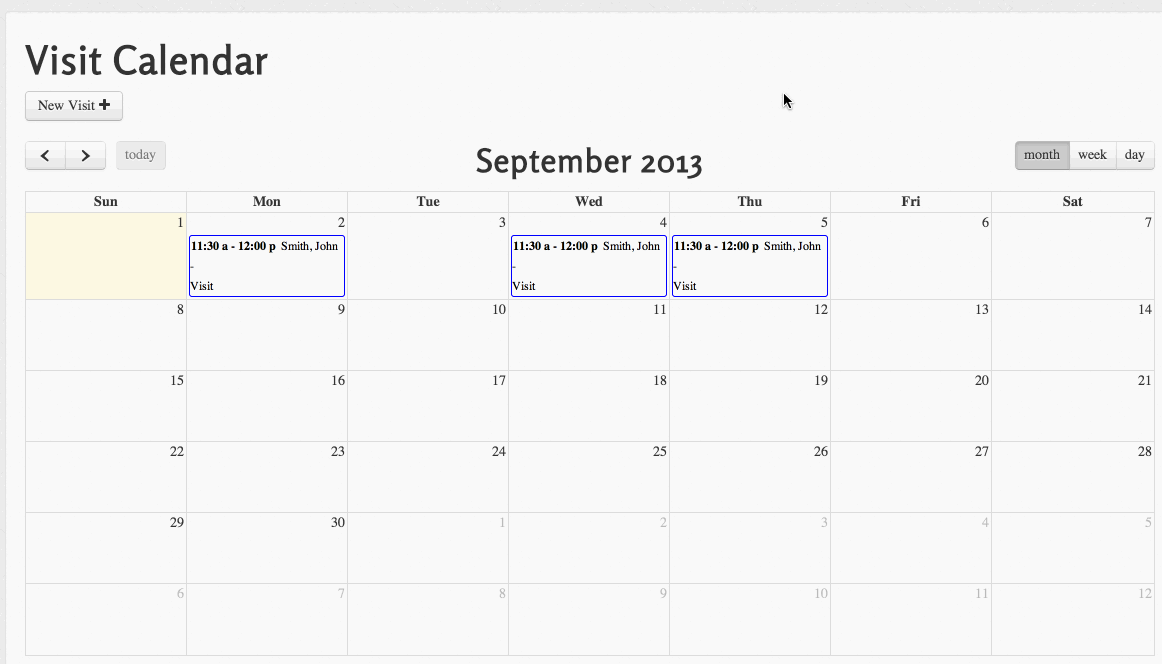 Visit Calendar
New Visit +
today
September 2013
month week day
Sun Mon Tue Wed Thu Fri Sat
1 2 3 4 5 6 7
11:30 a - 12:00 p Smith, John 11:30 a - 12:00 p Smith, John 11:30 a - 12:00 p Smith, John
- - -
Visit Visit Visit
8 9 10 11 12 13 14
15 16 17 18 19 20 21
22 23 24 25 26 27 28
29 30 1 2 3 4 5
6 7 8 9 10 11 12